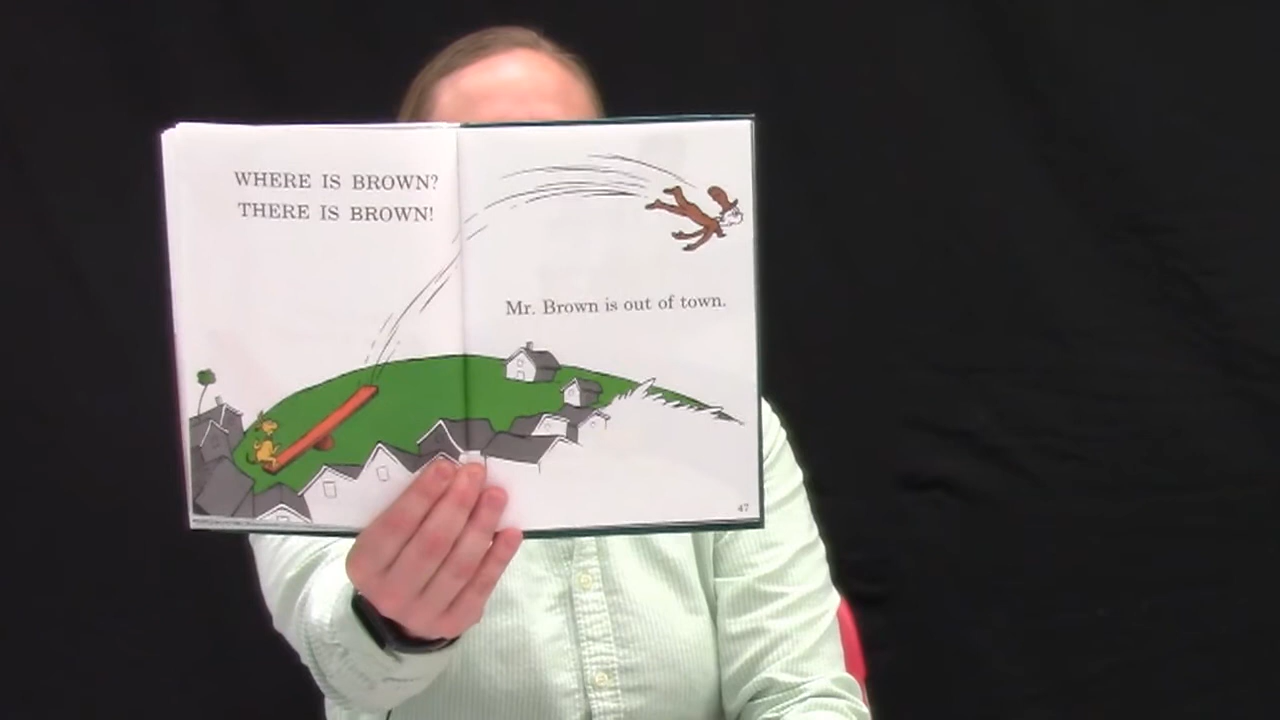 WHERE IS BROWN?
THERE IS BROWN!
Mr. Brown is out of town.
47